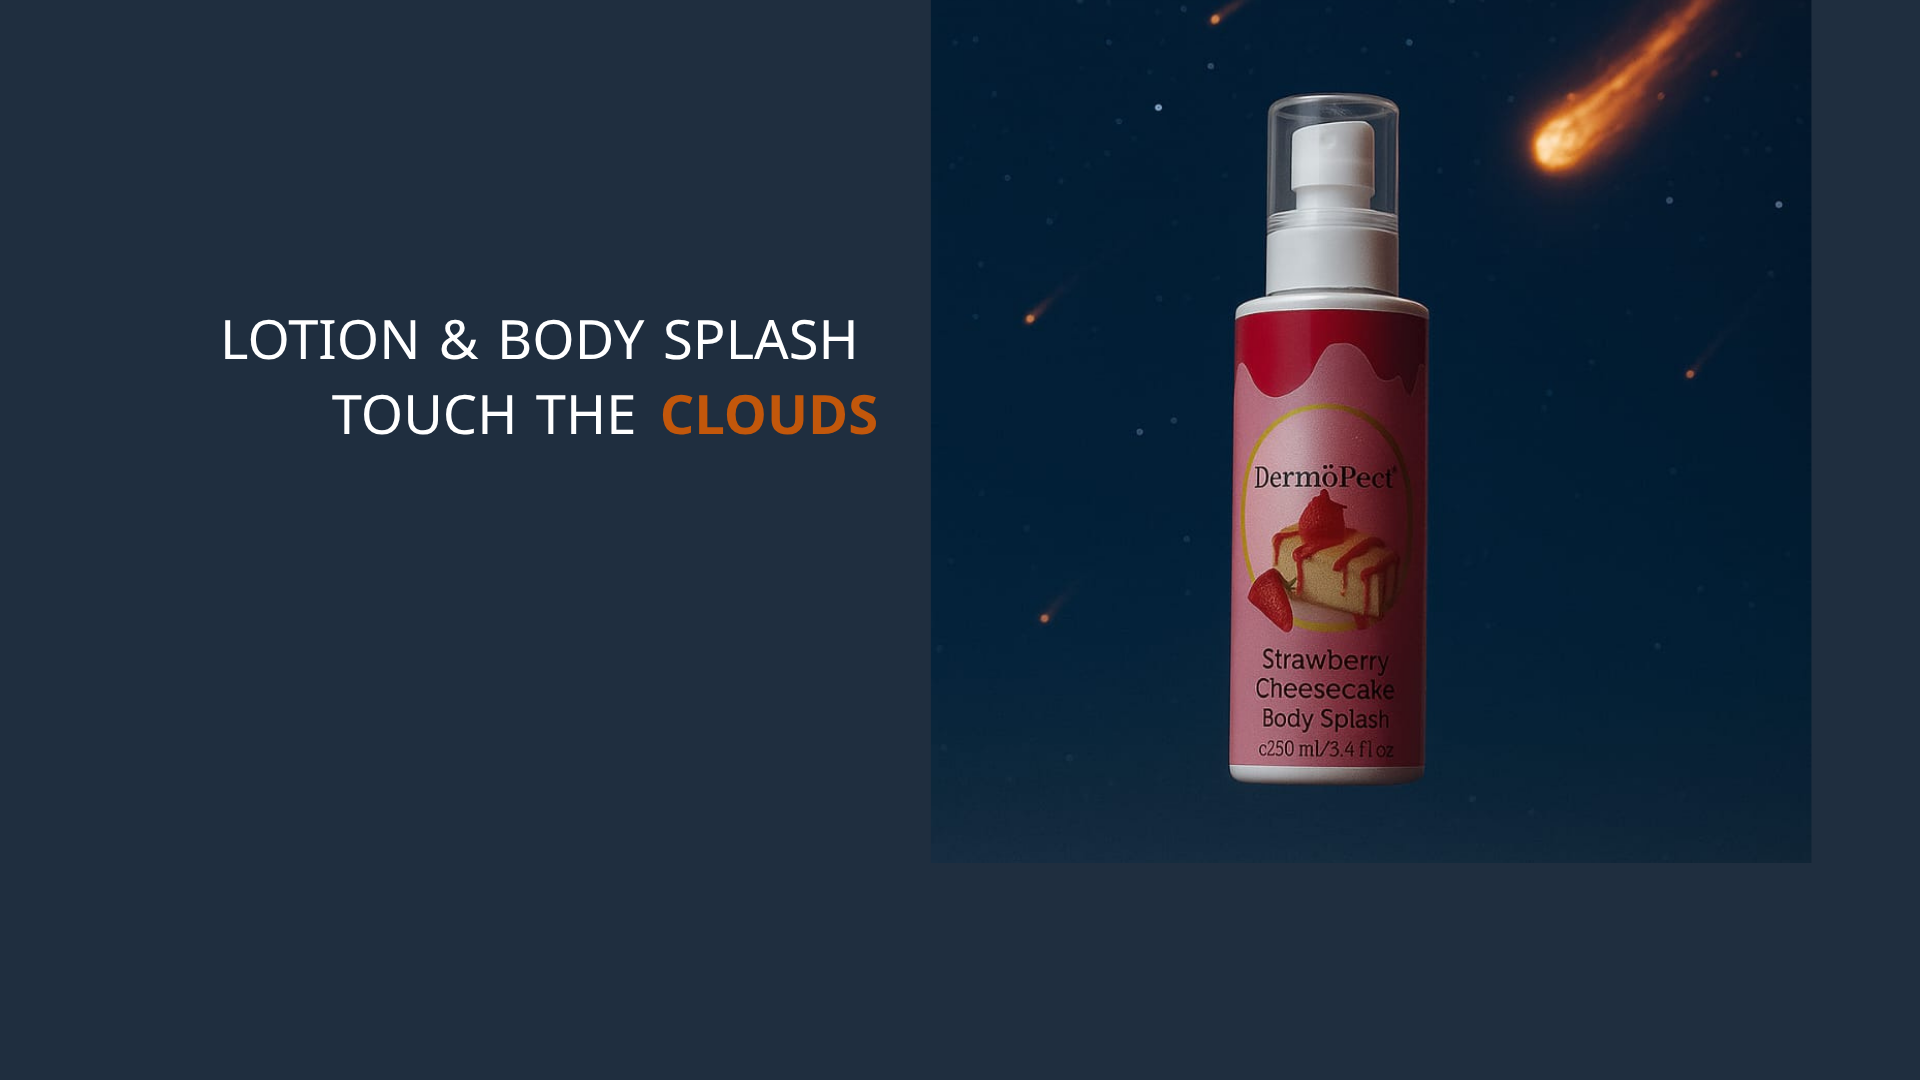 LOTION & BODY SPLASH
TOUCH THE CLOUDS
DermöPect
Strawberry
Cheesecake
Body Splash
c250 ml/3.4 fl oz